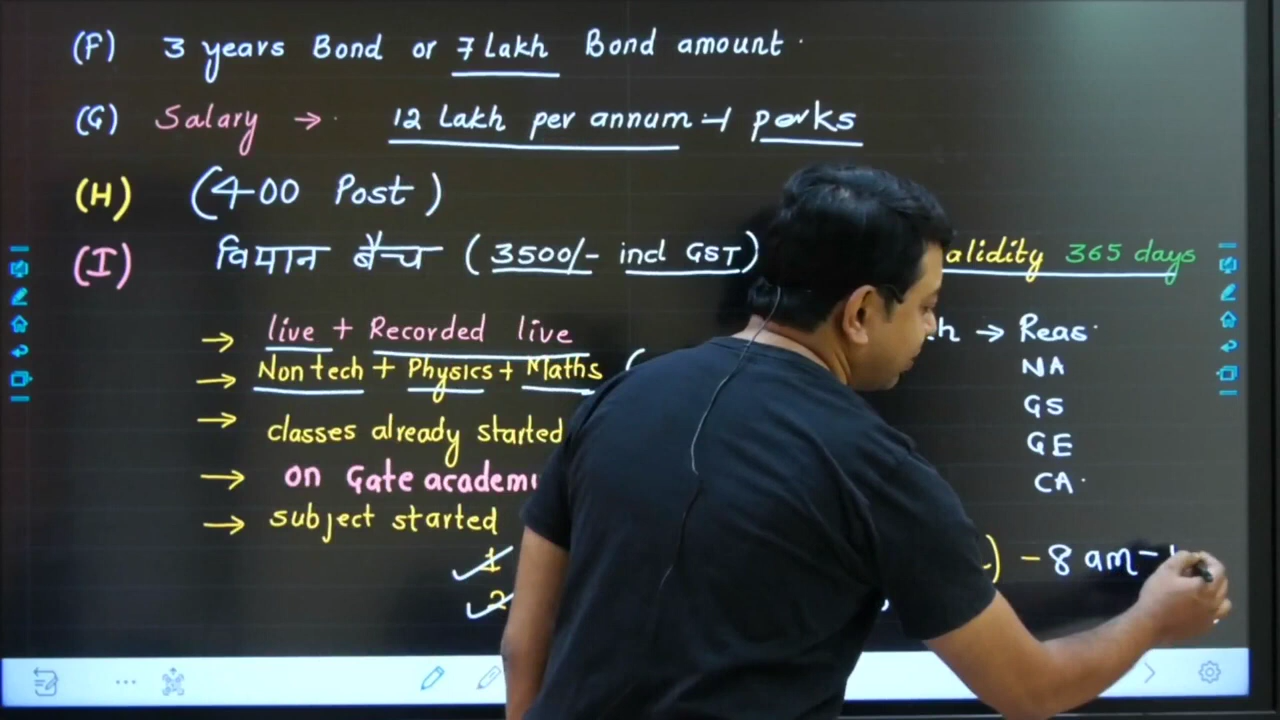 (F) 3 years Bond or 7 Lakh Bond amount
(G) Salary → 12 Lakh per annum + perks
(H) (400 Post)
(I) विमान बैच (3500/- incl GST) alidity 365 days
→ live + Recorded live
h → Reas.
→ Non tech + Physics + Maths (
NA
GS
→ classes already started
GE
→ on Gate academ
CA.
→ subject started
1 ) - 8 am -
2